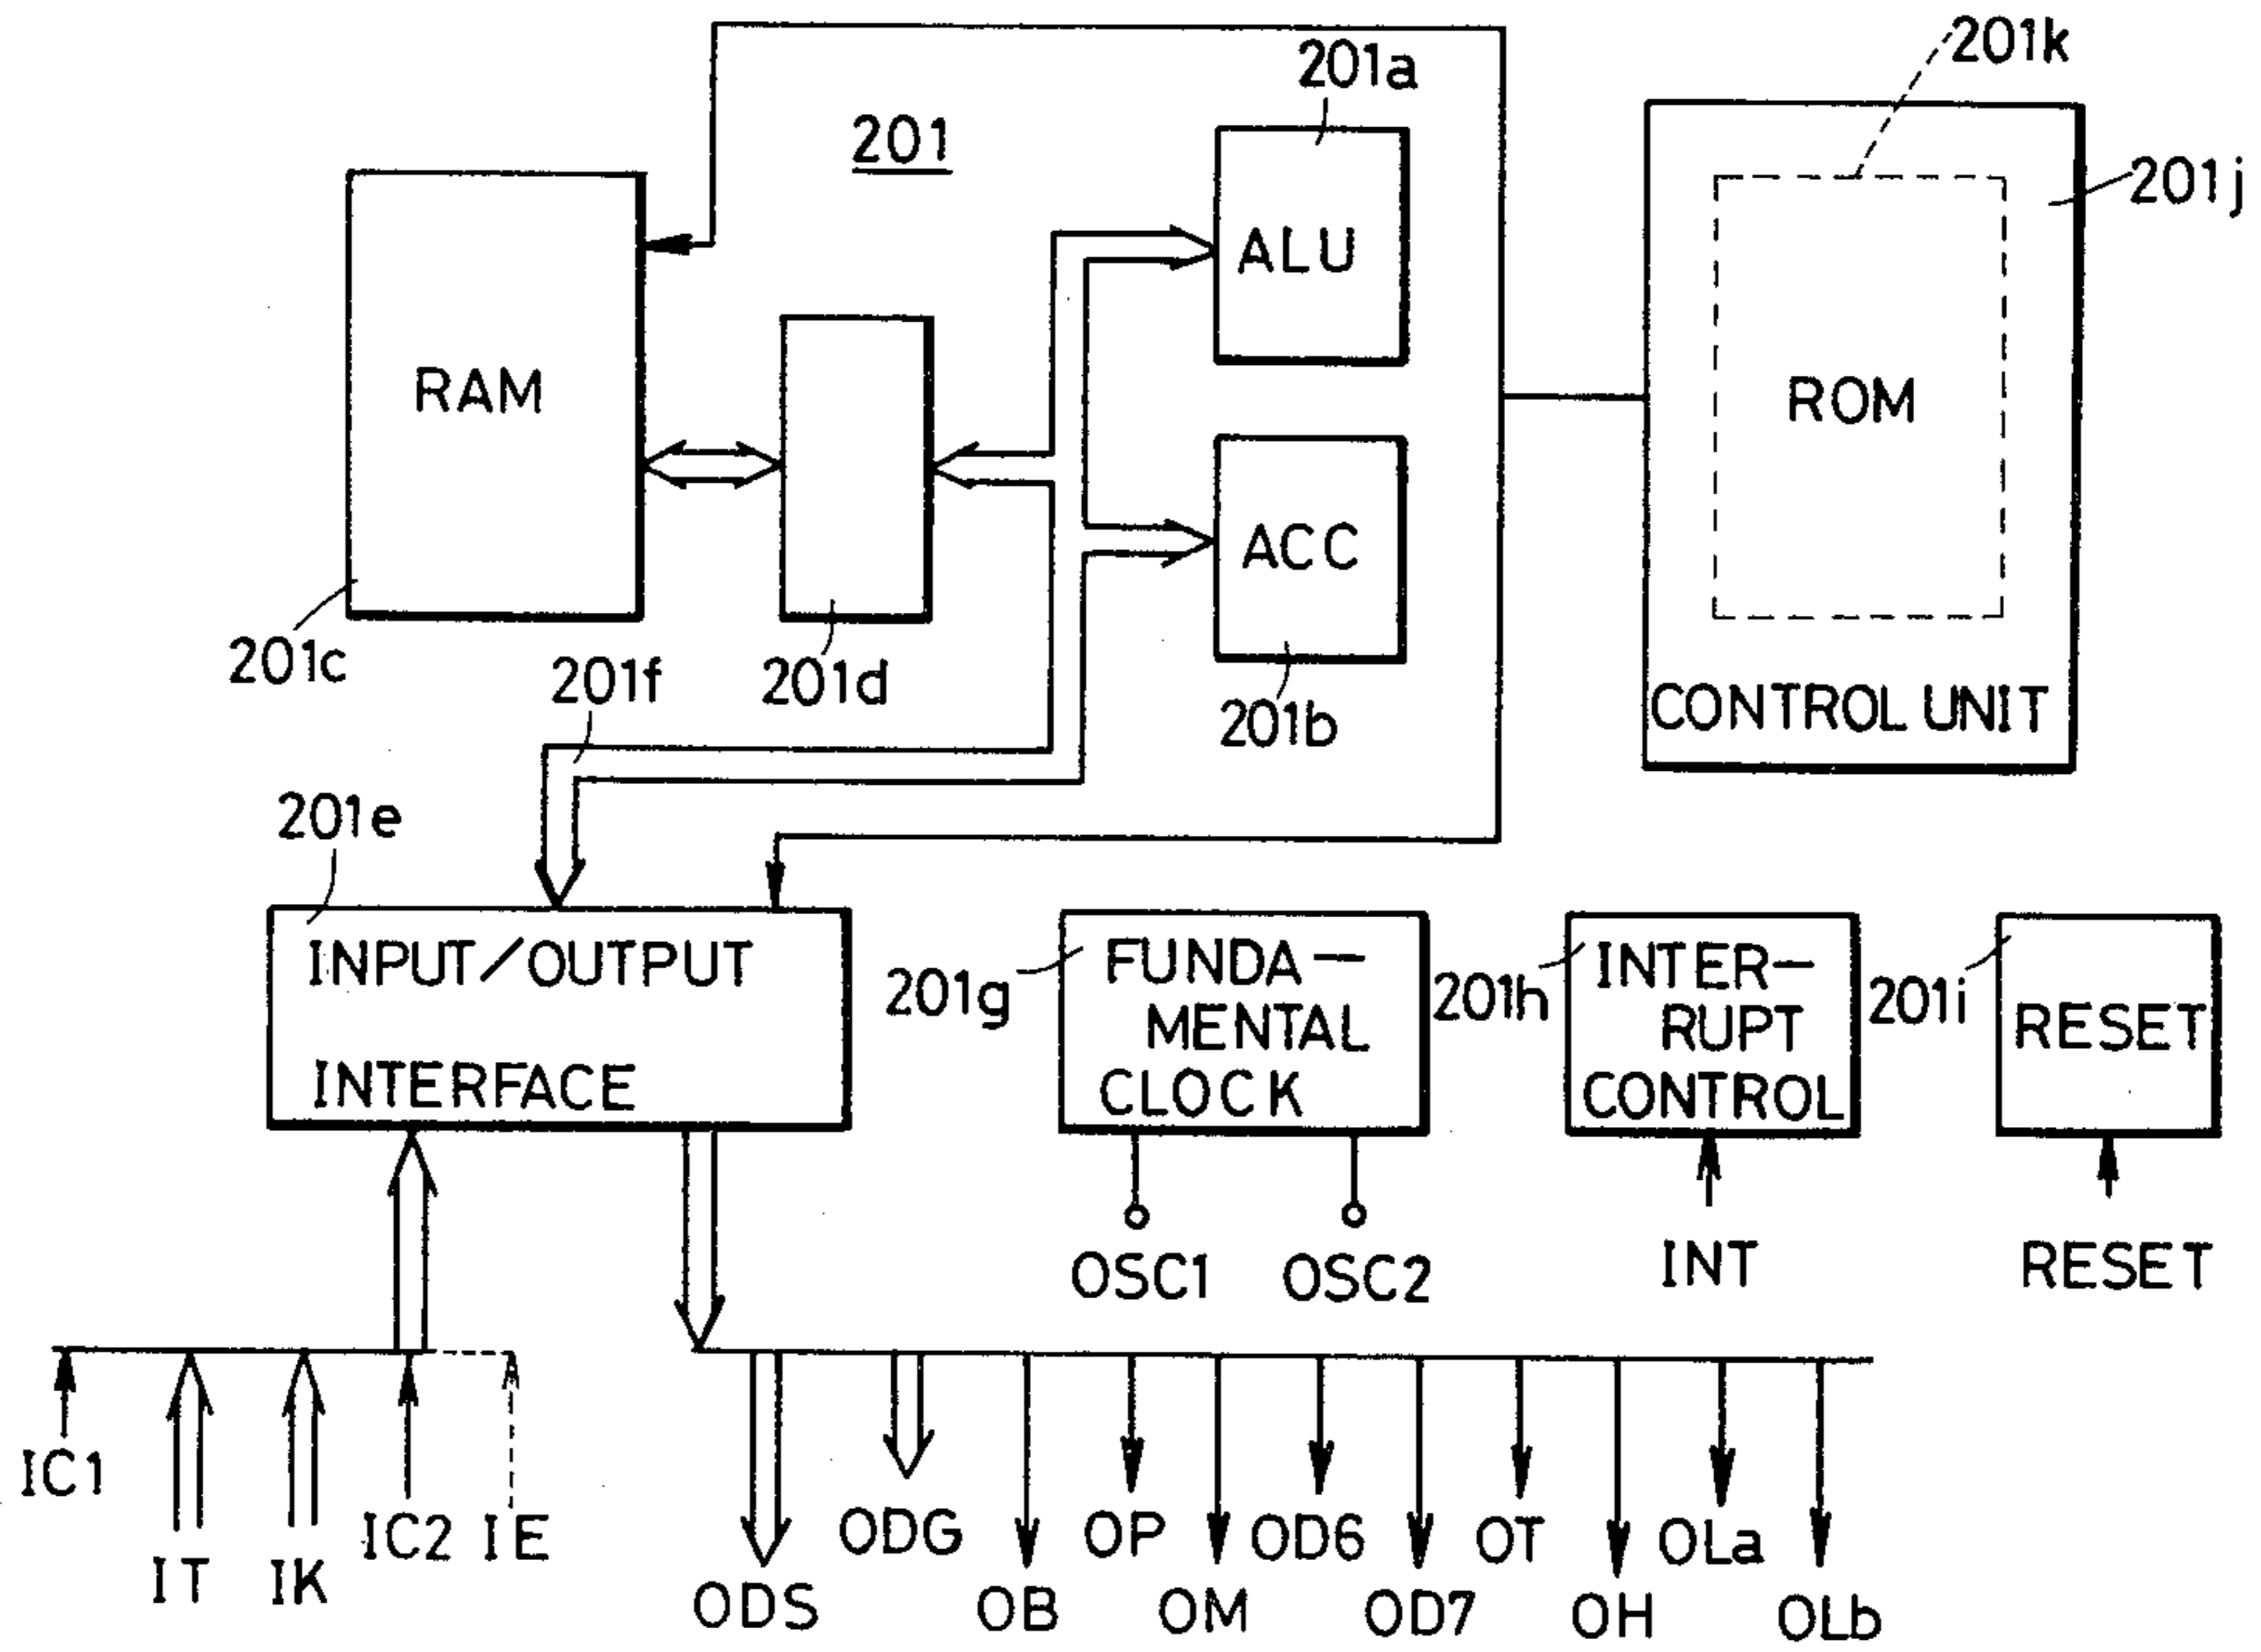 201k
201a
201
201j
ALU
RAM
ROM
ACC
201c
201f
201d
201b
CONTROL UNIT
201e
INPUT/OUTPUT
INTERFACE
201g
FUNDA-
MENTAL
CLOCK
201h
INTER-
RUPT
CONTROL
201i
RESET
OSC1
OSC2
INT
RESET
IC1
IT
IK
IC2
IE
ODS
ODG
OB
OP
OM
OD6
OD7
OT
OH
OLa
OLb